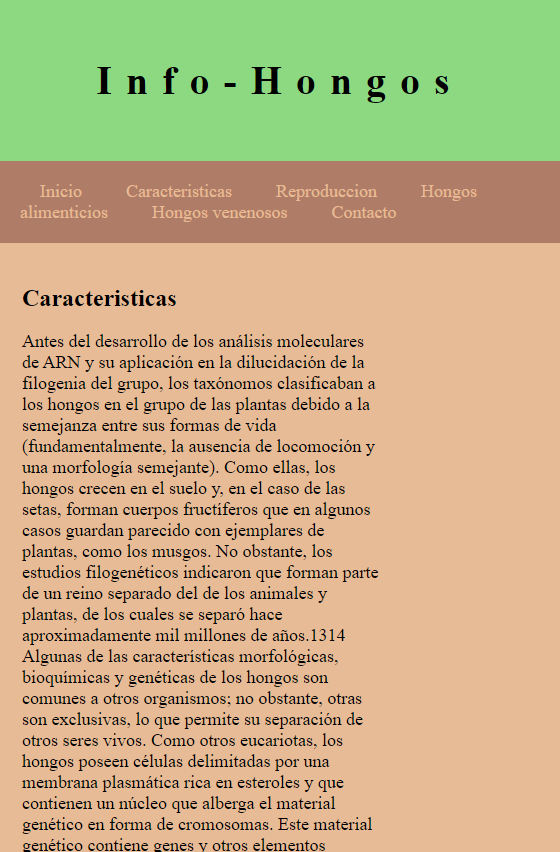 Info-Hongos
Inicio Caracteristicas Reproduccion Hongos
alimenticios Hongos venenosos Contacto
Caracteristicas
Antes del desarrollo de los análisis moleculares
de ARN y su aplicación en la dilucidación de la
filogenia del grupo, los taxónomos clasificaban a
los hongos en el grupo de las plantas debido a la
semejanza entre sus formas de vida
(fundamentalmente, la ausencia de locomoción y
una morfología semejante). Como ellas, los
hongos crecen en el suelo y, en el caso de las
setas, forman cuerpos fructíferos que en algunos
casos guardan parecido con ejemplares de
plantas, como los musgos. No obstante, los
estudios filogenéticos indicaron que forman parte
de un reino separado del de los animales y
plantas, de los cuales se separó hace
aproximadamente mil millones de años.1314
Algunas de las características morfológicas,
bioquímicas y genéticas de los hongos son
comunes a otros organismos; no obstante, otras
son exclusivas, lo que permite su separación de
otros seres vivos. Como otros eucariotas, los
hongos poseen células delimitadas por una
membrana plasmática rica en esteroles y que
contienen un núcleo que alberga el material
genético en forma de cromosomas. Este material
genético contiene genes y otros elementos